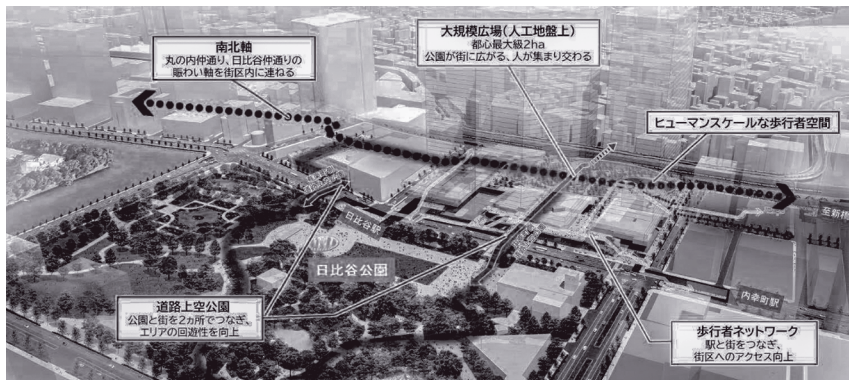 南北軸
丸の内仲通り、日比谷仲通りの
賑わい軸を街区内に連ねる
大規模広場(人工地盤上)
都心最大級2ha
公園が街に広がる、人が集まり交わる
ヒューマンスケールな歩行者空間
至新橋
日比谷駅
日比谷公園
内幸町駅
道路上空公園
公園と街を2ヵ所でつなぎ、
エリアの回遊性を向上
歩行者ネットワーク
駅と街をつなぎ、
街区へのアクセス向上